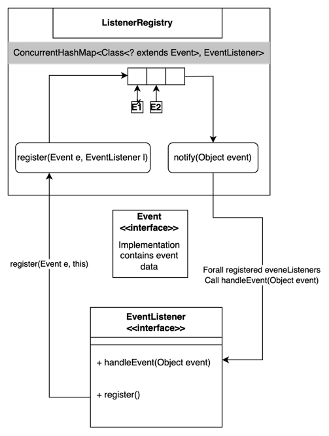 ListenerRegistry
ConcurrentHashMap<Class<? extends Event>, EventListener>
E1
E2
register(Event e, EventListener l)
notify(Object event)
Event
<<interface>>
Implementation
contains event
data
register(Event e, this)
Forall registered eveneListeners
Call handleEvent(Object event)
EventListener
<<interface>>
+ handleEvent(Object event)
+ register()